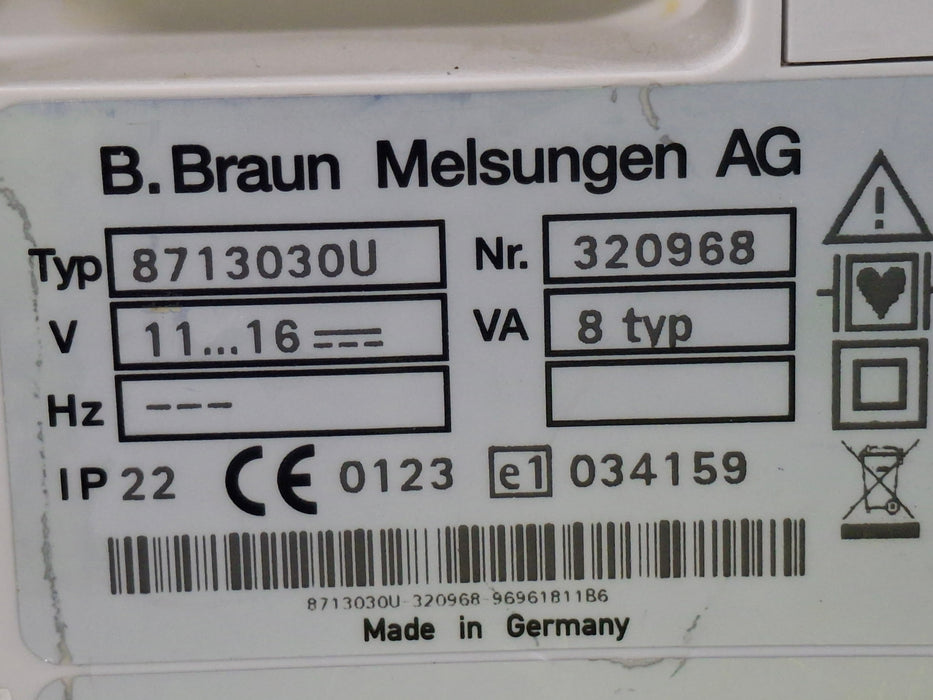 B. Braun Melsungen AG
Typ 8713030U Nr. 320968
V 11...16 VA 8 typ
Hz ---
IP 22 CE 0123 e1 034159
8713030U-320968-96961811B6
Made in Germany